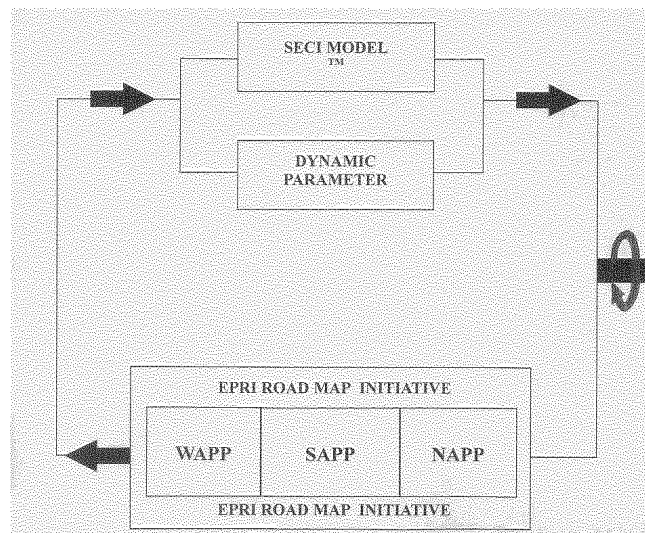 SECI MODEL
TM
DYNAMIC
PARAMETER
EPRI ROAD MAP INITIATIVE
WAPP SAPP NAPP
EPRI ROAD MAP INITIATIVE